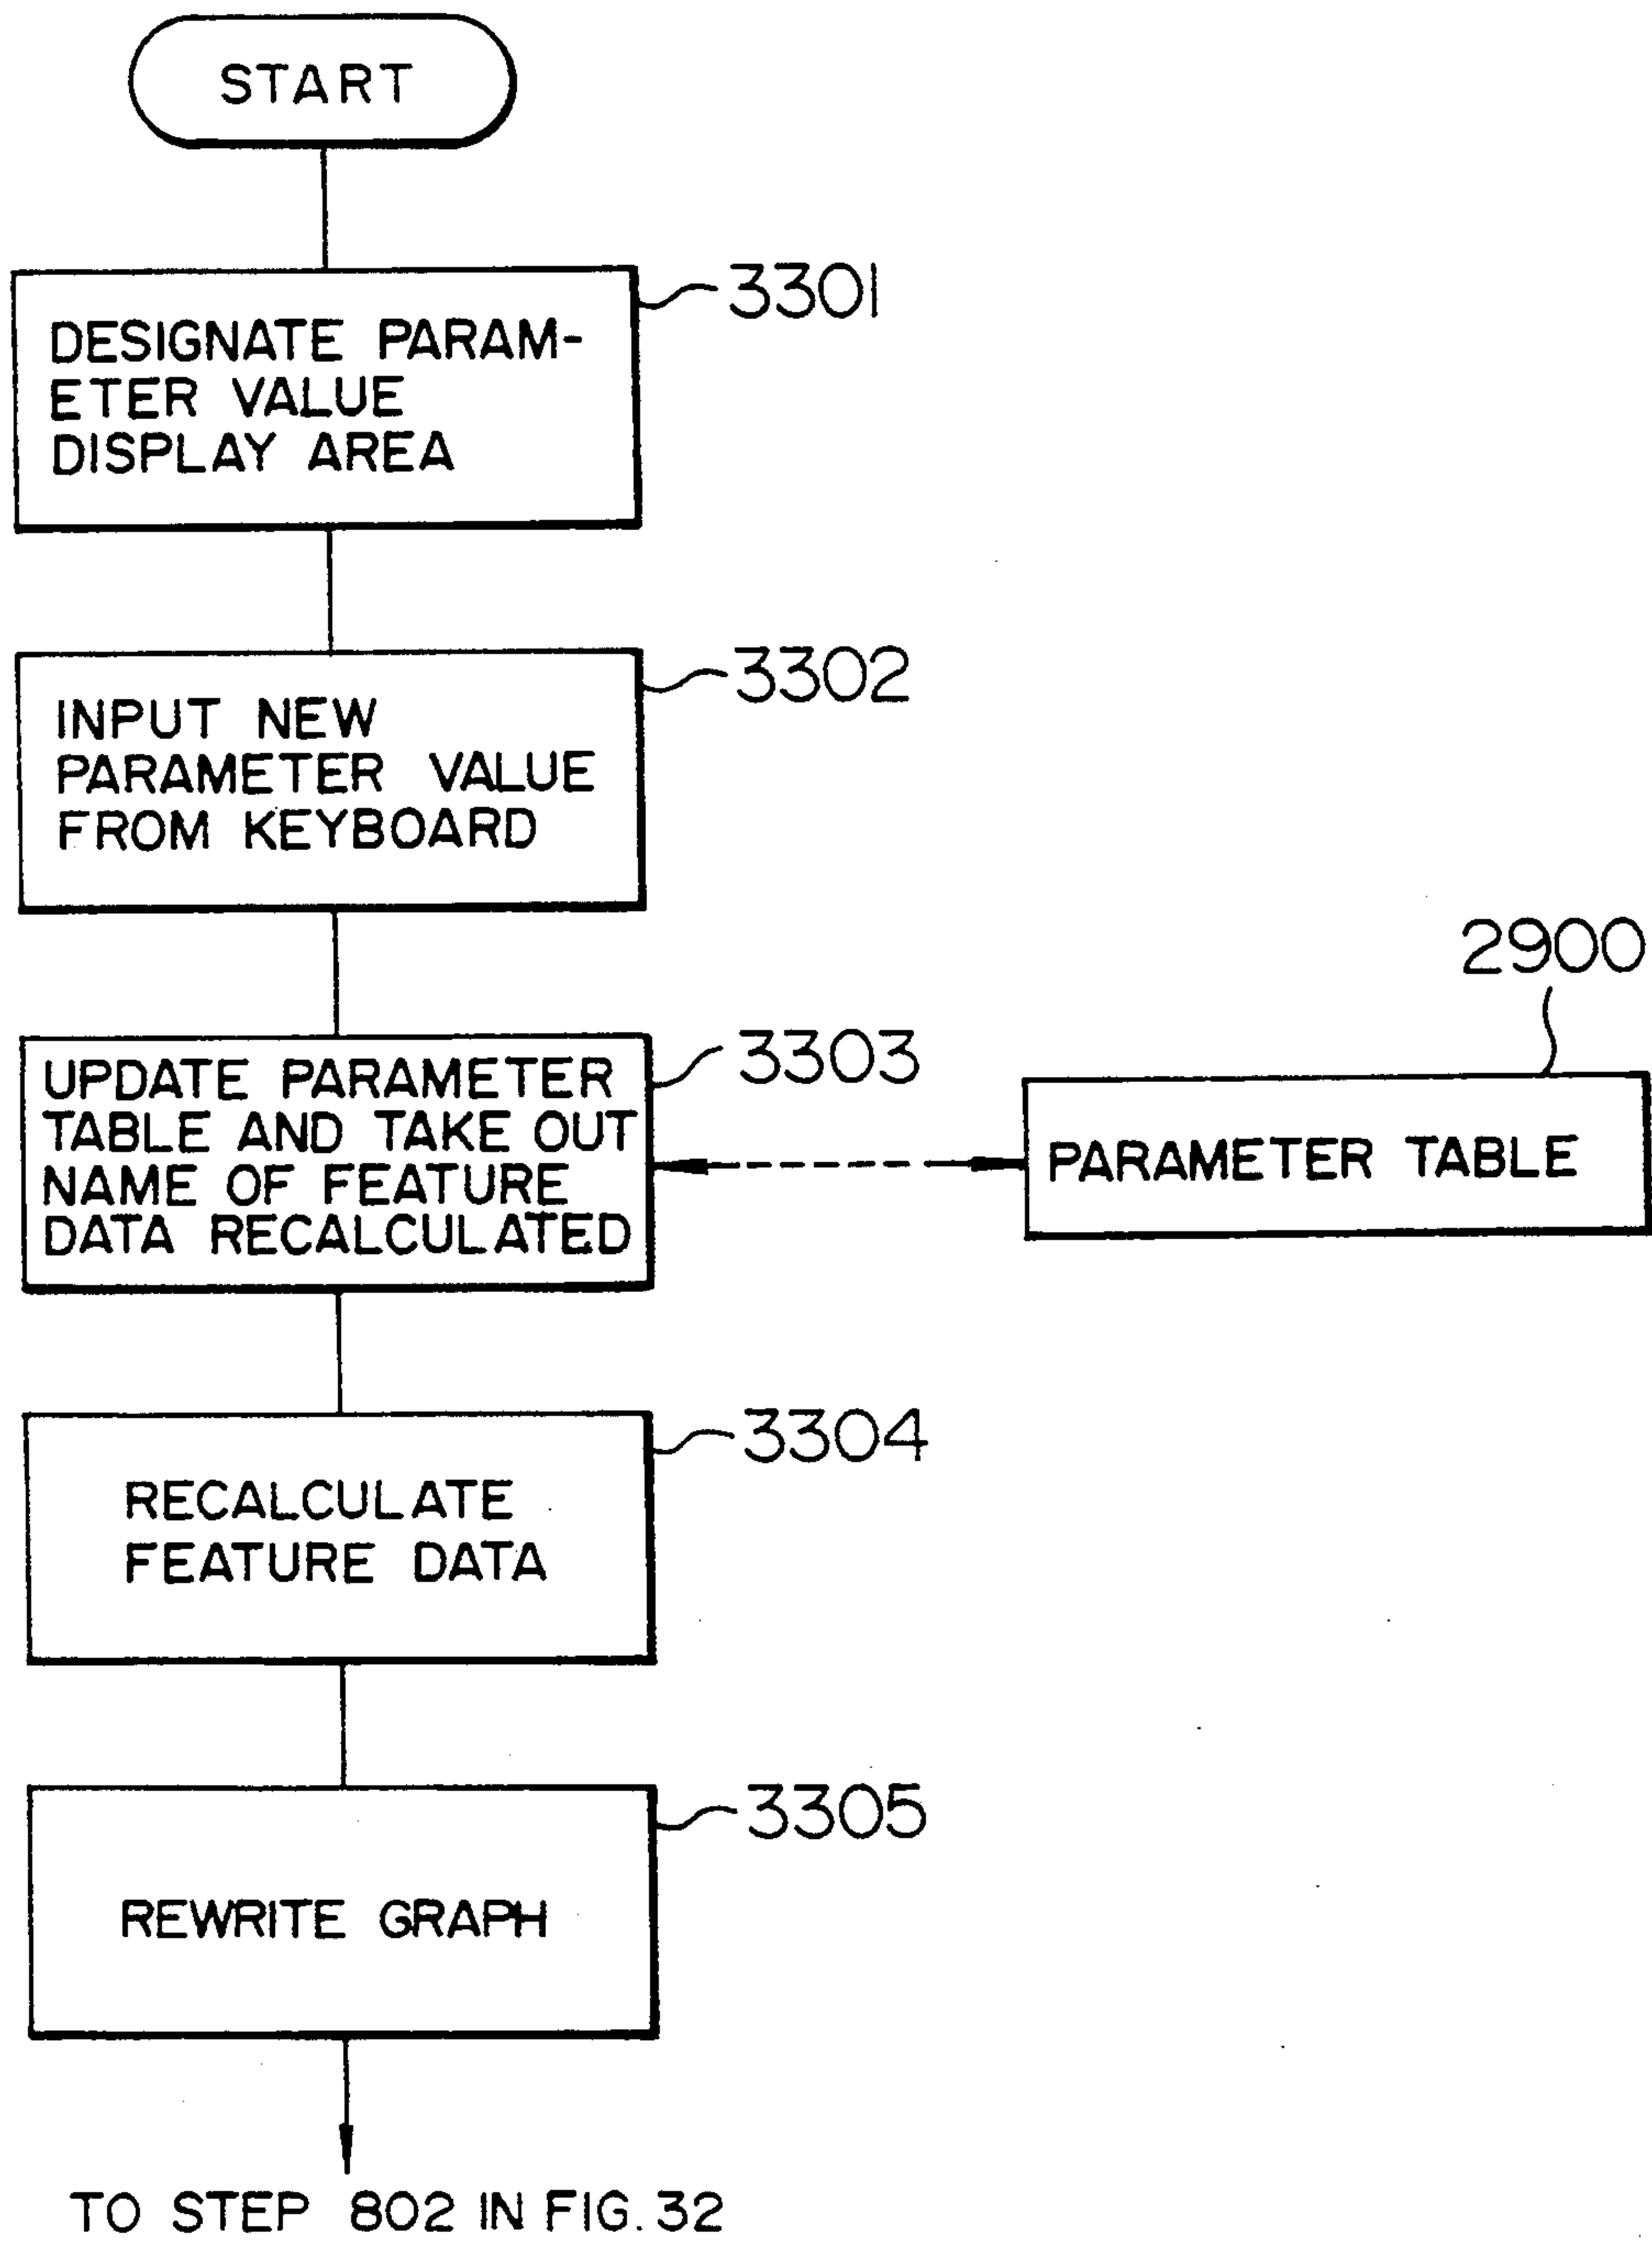 START
3301
DESIGNATE PARAM-
ETER VALUE
DISPLAY AREA
3302
INPUT NEW
PARAMETER VALUE
FROM KEYBOARD
3303
UPDATE PARAMETER
TABLE AND TAKE OUT
NAME OF FEATURE
DATA RECALCULATED
2900
PARAMETER TABLE
3304
RECALCULATE
FEATURE DATA
3305
REWRITE GRAPH
TO STEP 802 IN FIG. 32